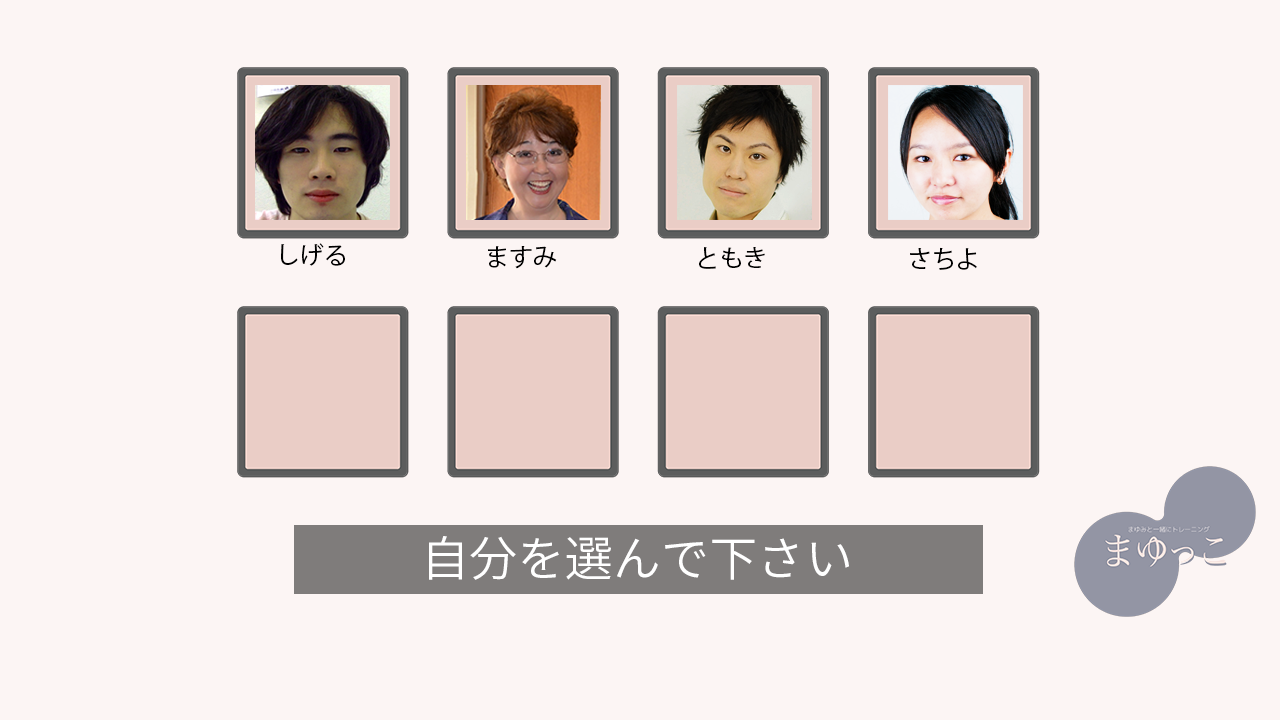 しげる
ますみ
ともき
さちよ
自分を選んで下さい
まゆみと一緒にトレーニング
まゆっこ